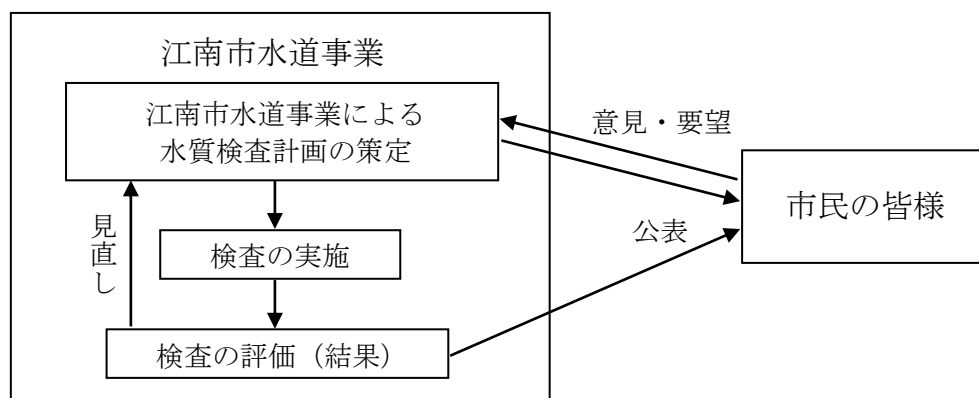 江南市水道事業
江南市水道事業による
水質検査計画の策定
意見・要望
市民の皆様
公表
見直し
検査の実施
検査の評価（結果）